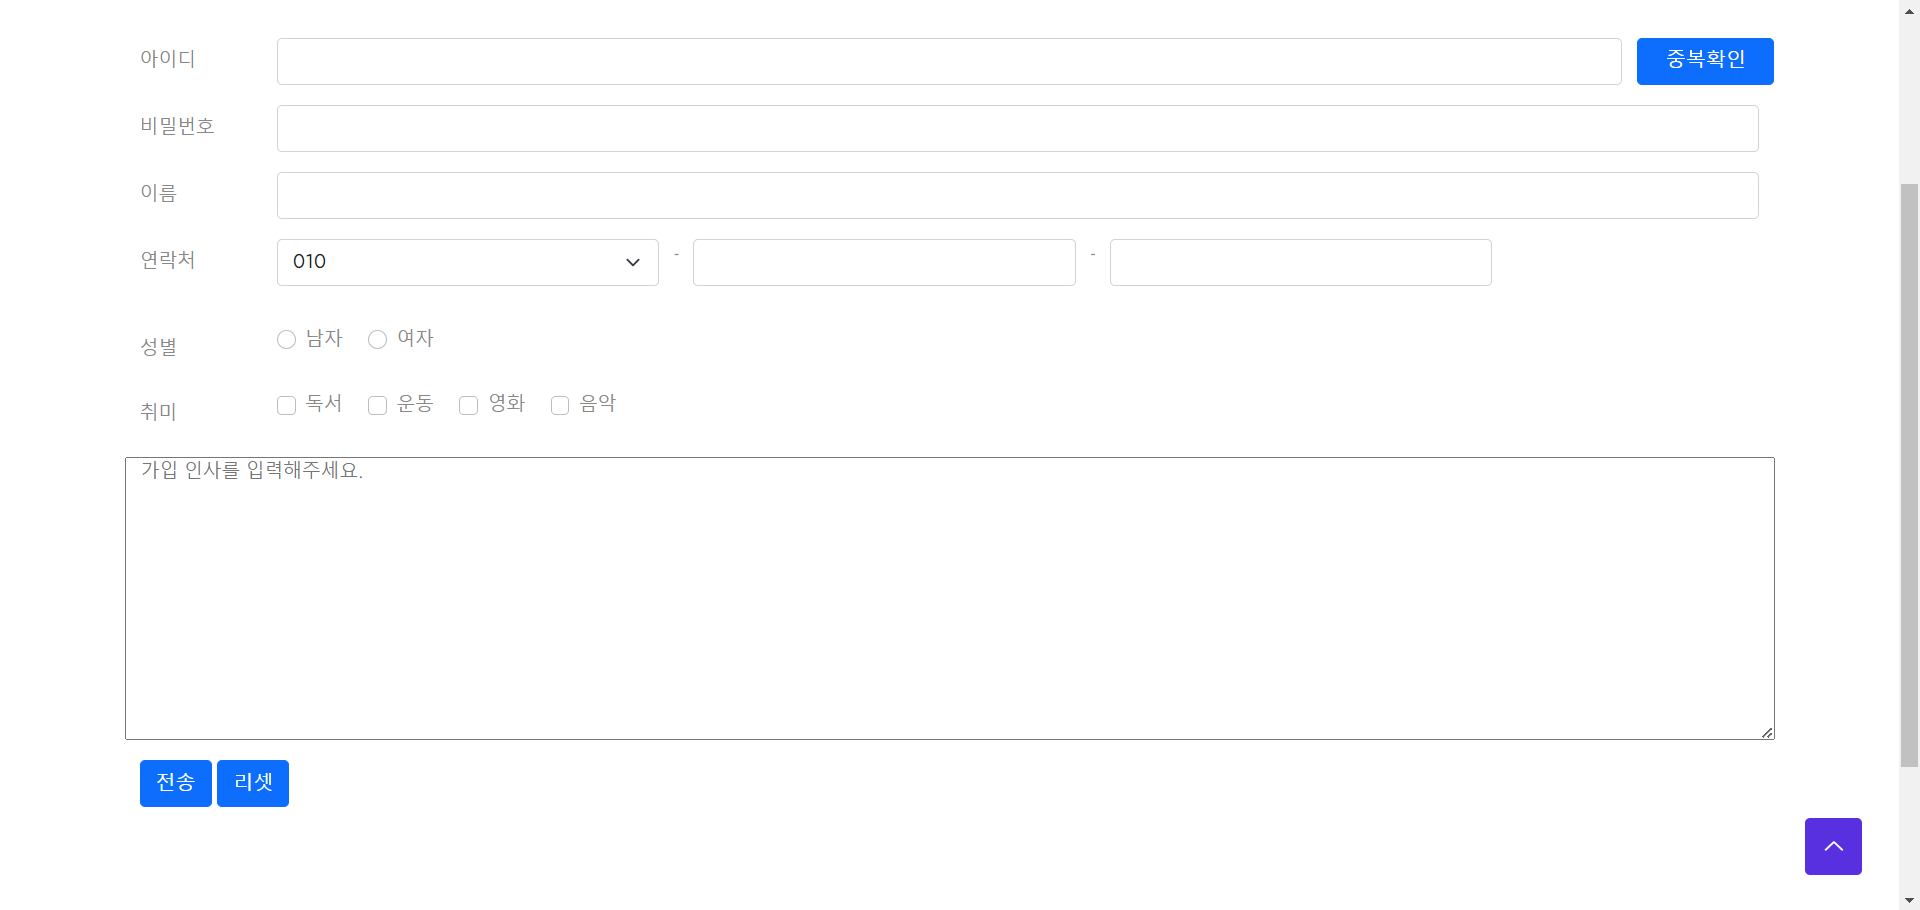 아이디 중복확인
비밀번호
이름
연락처 010 - -
성별 남자 여자
취미 독서 운동 영화 음악
가입 인사를 입력해주세요.
전송 리셋